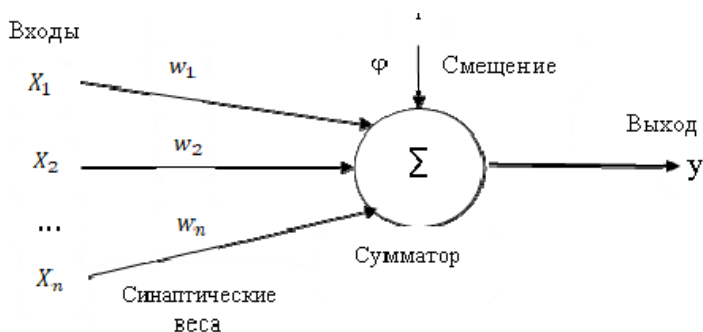 Входы
X₁
w₁
φ
Смещение
X₂
w₂
Σ
Выход
y
...
wₙ
Xₙ
Сумматор
Синаптические
веса